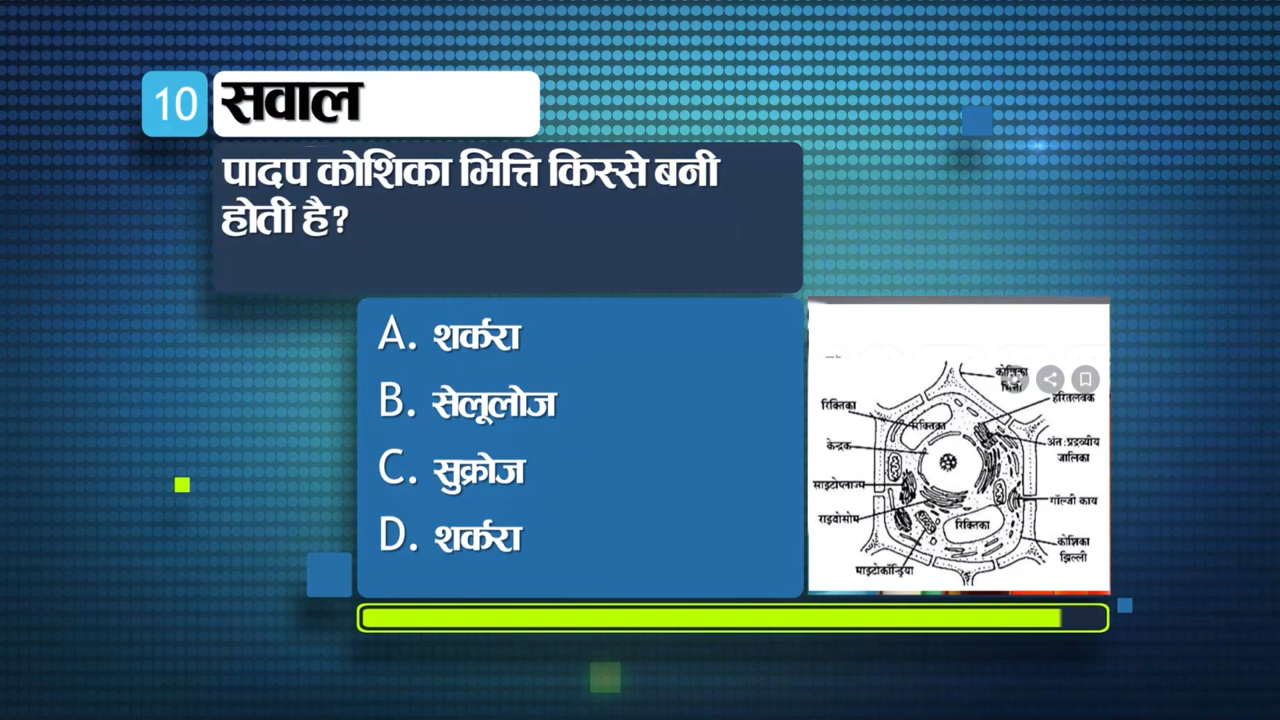 10
सवाल
पादप कोशिका भित्ति किस्से बनी
होती है?
A. शर्करा
B. सेलूलोज
C. सुक्रोज
D. शर्करा
कोशिका
रिक्तिका
हरितलवक
रिक्तिका
केन्द्रक
अंत:प्रद्रव्यीय
जालिका
साइटोप्लाज्म
गॉल्जी काय
राइबोसोम
रिक्तिका
कोशिका
झिल्ली
माइटोकॉन्ड्रिया